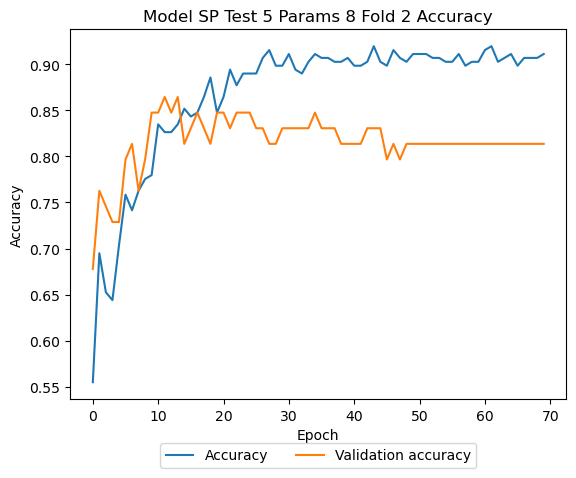 Model SP Test 5 Params 8 Fold 2 Accuracy
Accuracy
0.90
0.85
0.80
0.75
0.70
0.65
0.60
0.55
0 10 20 30 40 50 60 70
Epoch
Accuracy Validation accuracy